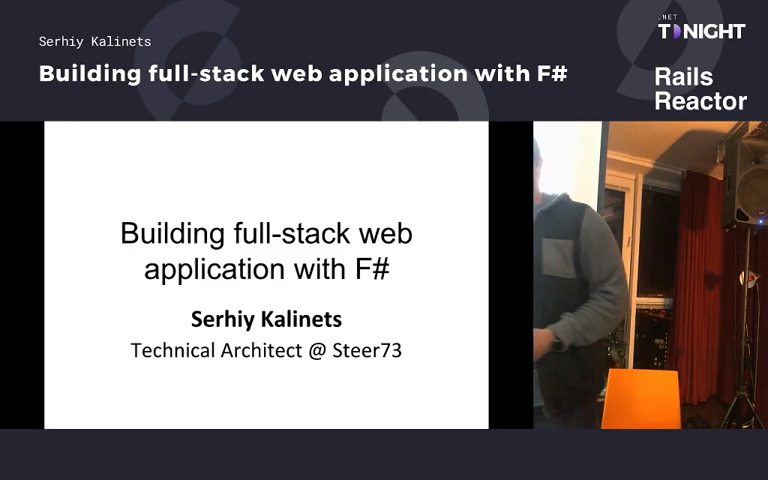 Serhiy Kalinets
Building full-stack web application with F#
.NET
TONIGHT
Rails
Reactor
Building full-stack web
application with F#
Serhiy Kalinets
Technical Architect @ Steer73